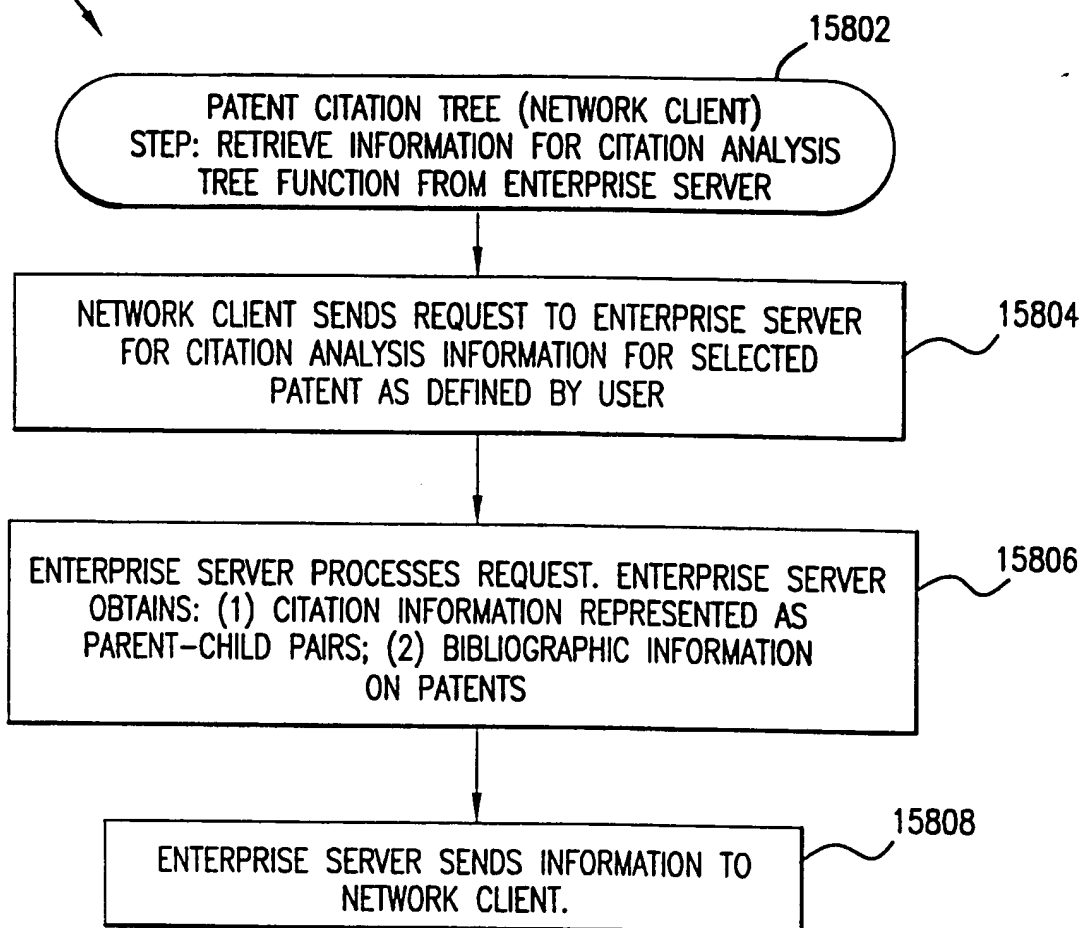 15802
PATENT CITATION TREE (NETWORK CLIENT)
STEP: RETRIEVE INFORMATION FOR CITATION ANALYSIS
TREE FUNCTION FROM ENTERPRISE SERVER
NETWORK CLIENT SENDS REQUEST TO ENTERPRISE SERVER
FOR CITATION ANALYSIS INFORMATION FOR SELECTED
PATENT AS DEFINED BY USER
15804
ENTERPRISE SERVER PROCESSES REQUEST. ENTERPRISE SERVER
OBTAINS: (1) CITATION INFORMATION REPRESENTED AS
PARENT-CHILD PAIRS; (2) BIBLIOGRAPHIC INFORMATION
ON PATENTS
15806
ENTERPRISE SERVER SENDS INFORMATION TO
NETWORK CLIENT.
15808